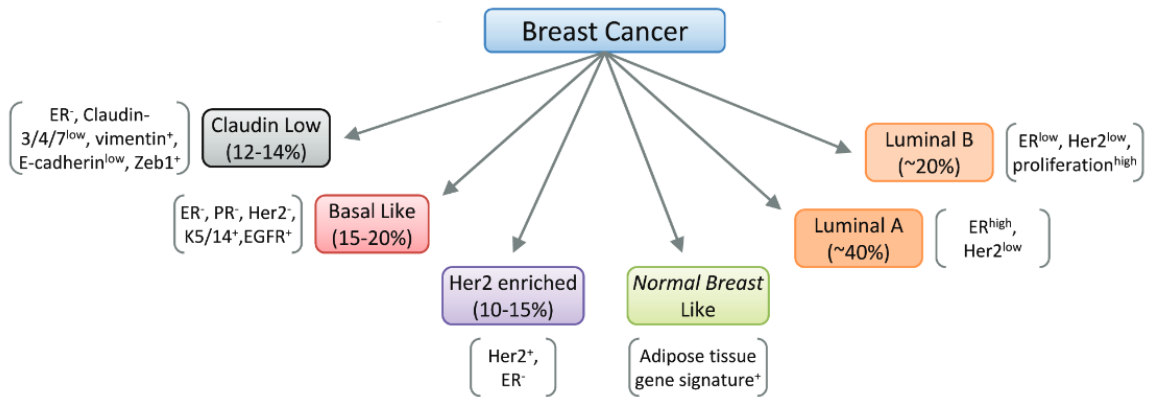 Breast Cancer
ER⁻, Claudin-
3/4/7ˡᵒʷ, vimentin⁺,
E-cadherinˡᵒʷ, Zeb1⁺
Claudin Low
(12-14%)
ER⁻, PR⁻, Her2⁻,
K5/14⁺,EGFR⁺
Basal Like
(15-20%)
Her2 enriched
(10-15%)
Her2⁺,
ER⁻
Normal Breast
Like
Adipose tissue
gene signature⁺
Luminal A
(~40%)
ERʰⁱᵍʰ,
Her2ˡᵒʷ
Luminal B
(~20%)
ERˡᵒʷ, Her2ˡᵒʷ,
proliferationʰⁱᵍʰ